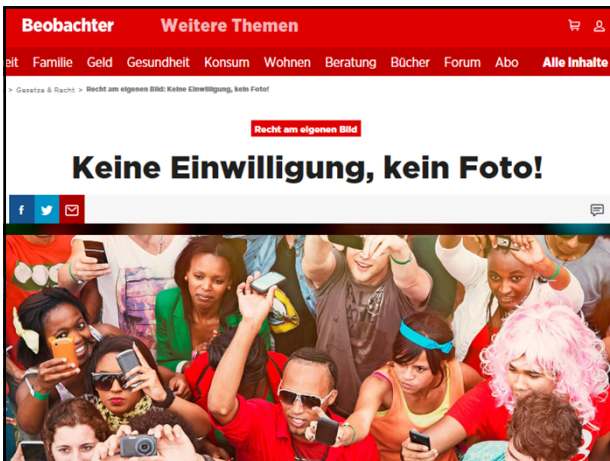 Beobachter Weitere Themen
eit Familie Geld Gesundheit Konsum Wohnen Beratung Bücher Forum Abo Alle Inhalte
> Gesetze & Recht > Recht am eigenen Bild: Keine Einwilligung, kein Foto!
Recht am eigenen Bild
Keine Einwilligung, kein Foto!
f